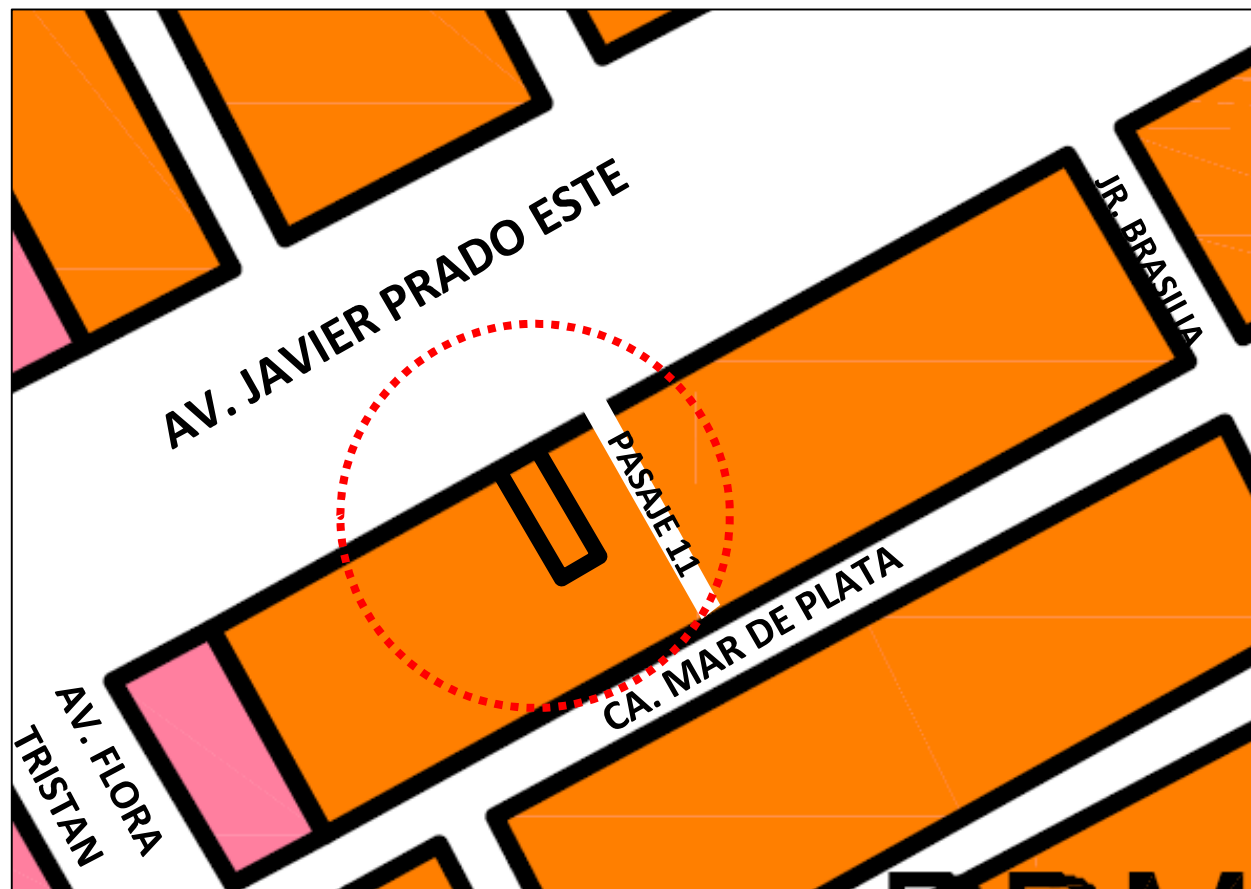 AV. JAVIER PRADO ESTE
JR. BRASILIA
PASAJE 11
CA. MAR DE PLATA
AV. FLORA
TRISTAN